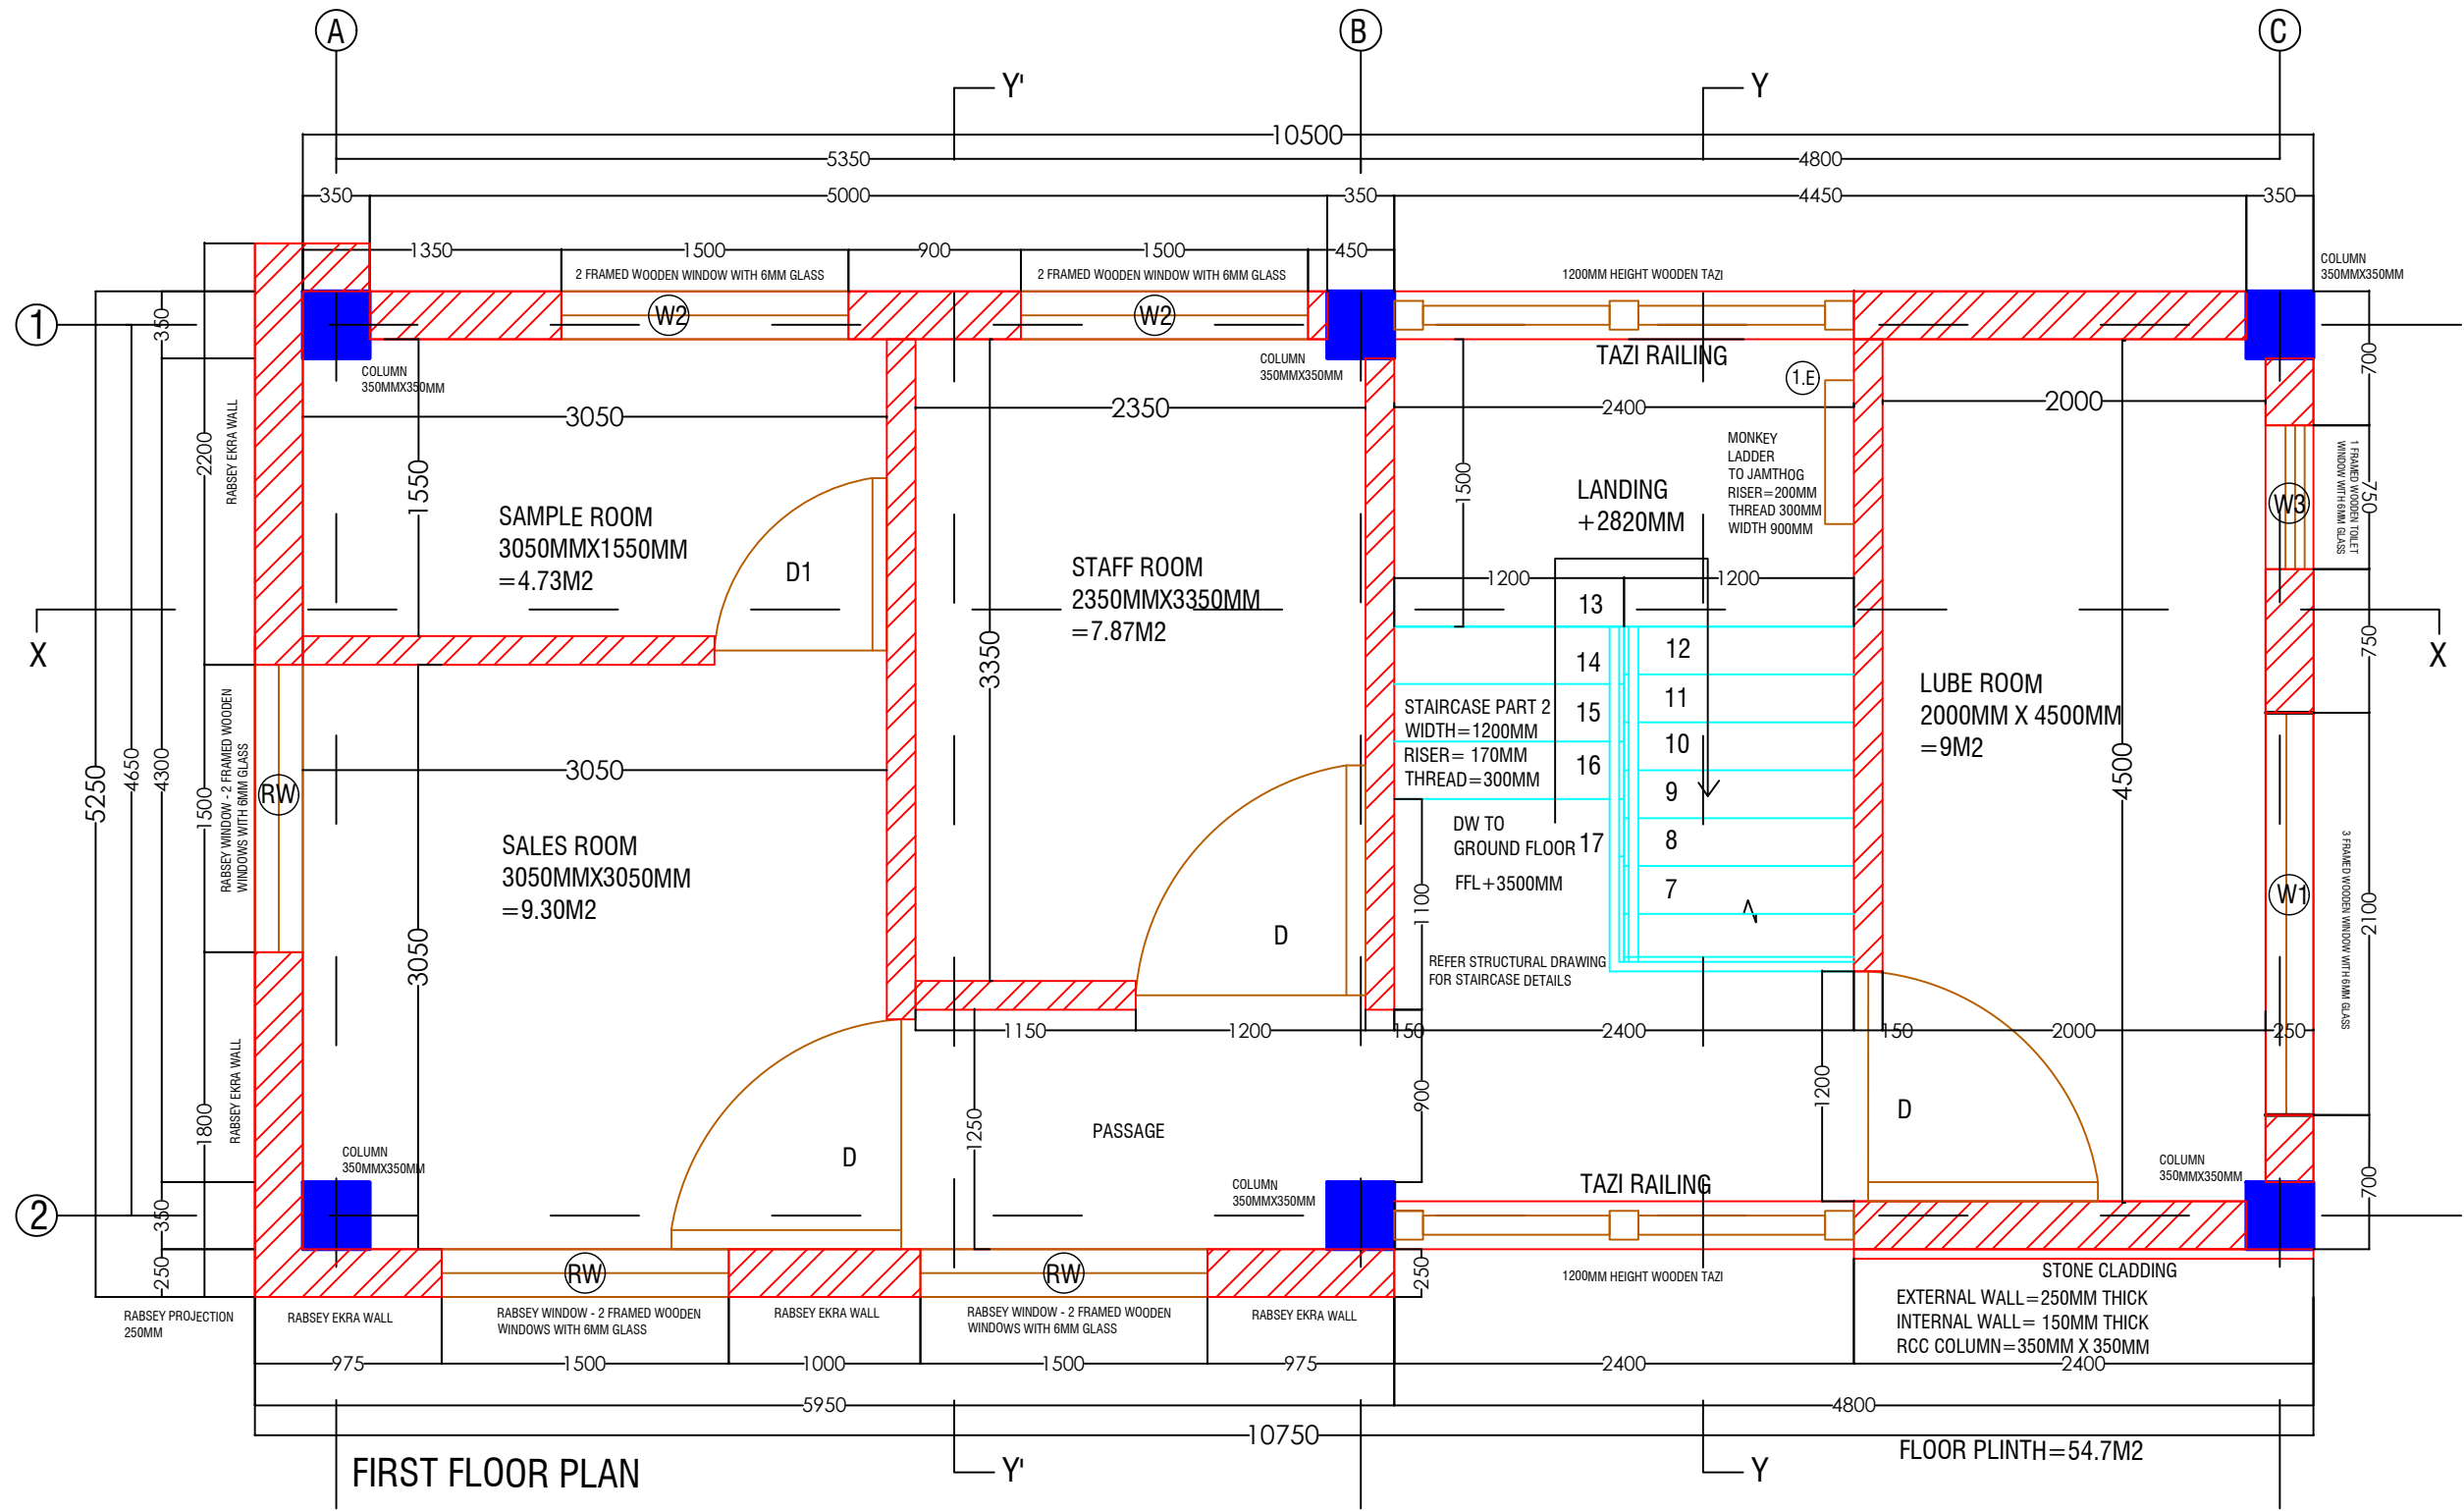 A
B
C
Y'
Y
10500
5350
4800
350
5000
350
4450
350
1350
1500
900
1500
450
2 FRAMED WOODEN WINDOW WITH 6MM GLASS
2 FRAMED WOODEN WINDOW WITH 6MM GLASS
1200MM HEIGHT WOODEN TAZI
COLUMN
350MMX350MM
1
W2
W2
350
TAZI RAILING
COLUMN
350MMX350MM
COLUMN
350MMX350MM
1.E
700
3050
2350
2400
2000
RABSEY EKRA WALL
2200
1550
1500
MONKEY
LADDER
TO JAMTHOG
RISER=200MM
THREAD 300MM
WIDTH 900MM
LANDING
+2820MM
1 FRAMED WOODEN TOILET
WINDOW WITH 6MM GLASS
750
W3
SAMPLE ROOM
3050MMX1550MM
=4.73M2
D1
STAFF ROOM
2350MMX3350MM
=7.87M2
1200
1200
13
X
X
3350
750
14
12
15
11
16
10
17
9
8
7
STAIRCASE PART 2
WIDTH=1200MM
RISER= 170MM
THREAD=300MM
LUBE ROOM
2000MM X 4500MM
=9M2
4500
5250
4650
4300
1500
RABSEY WINDOW - 2 FRAMED WOODEN
WINDOWS WITH 6MM GLASS
RW
3050
SALES ROOM
3050MMX3050MM
=9.30M2
3050
DW TO
GROUND FLOOR
FFL+3500MM
1100
D
W1
2100
3 FRAMED WOODEN WINDOW WITH 6MM GLASS
REFER STRUCTURAL DRAWING
FOR STAIRCASE DETAILS
1150
1200
150
2400
150
2000
250
RABSEY EKRA WALL
1800
1250
900
1200
D
PASSAGE
D
COLUMN
350MMX350MM
COLUMN
350MMX350MM
TAZI RAILING
COLUMN
350MMX350MM
700
2
350
250
RW
RW
250
1200MM HEIGHT WOODEN TAZI
STONE CLADDING
EXTERNAL WALL=250MM THICK
INTERNAL WALL= 150MM THICK
RCC COLUMN=350MM X 350MM
RABSEY PROJECTION
250MM
RABSEY EKRA WALL
RABSEY WINDOW - 2 FRAMED WOODEN
WINDOWS WITH 6MM GLASS
RABSEY EKRA WALL
RABSEY WINDOW - 2 FRAMED WOODEN
WINDOWS WITH 6MM GLASS
RABSEY EKRA WALL
975
1500
1000
1500
975
2400
2400
5950
4800
10750
FIRST FLOOR PLAN
Y'
Y
FLOOR PLINTH=54.7M2